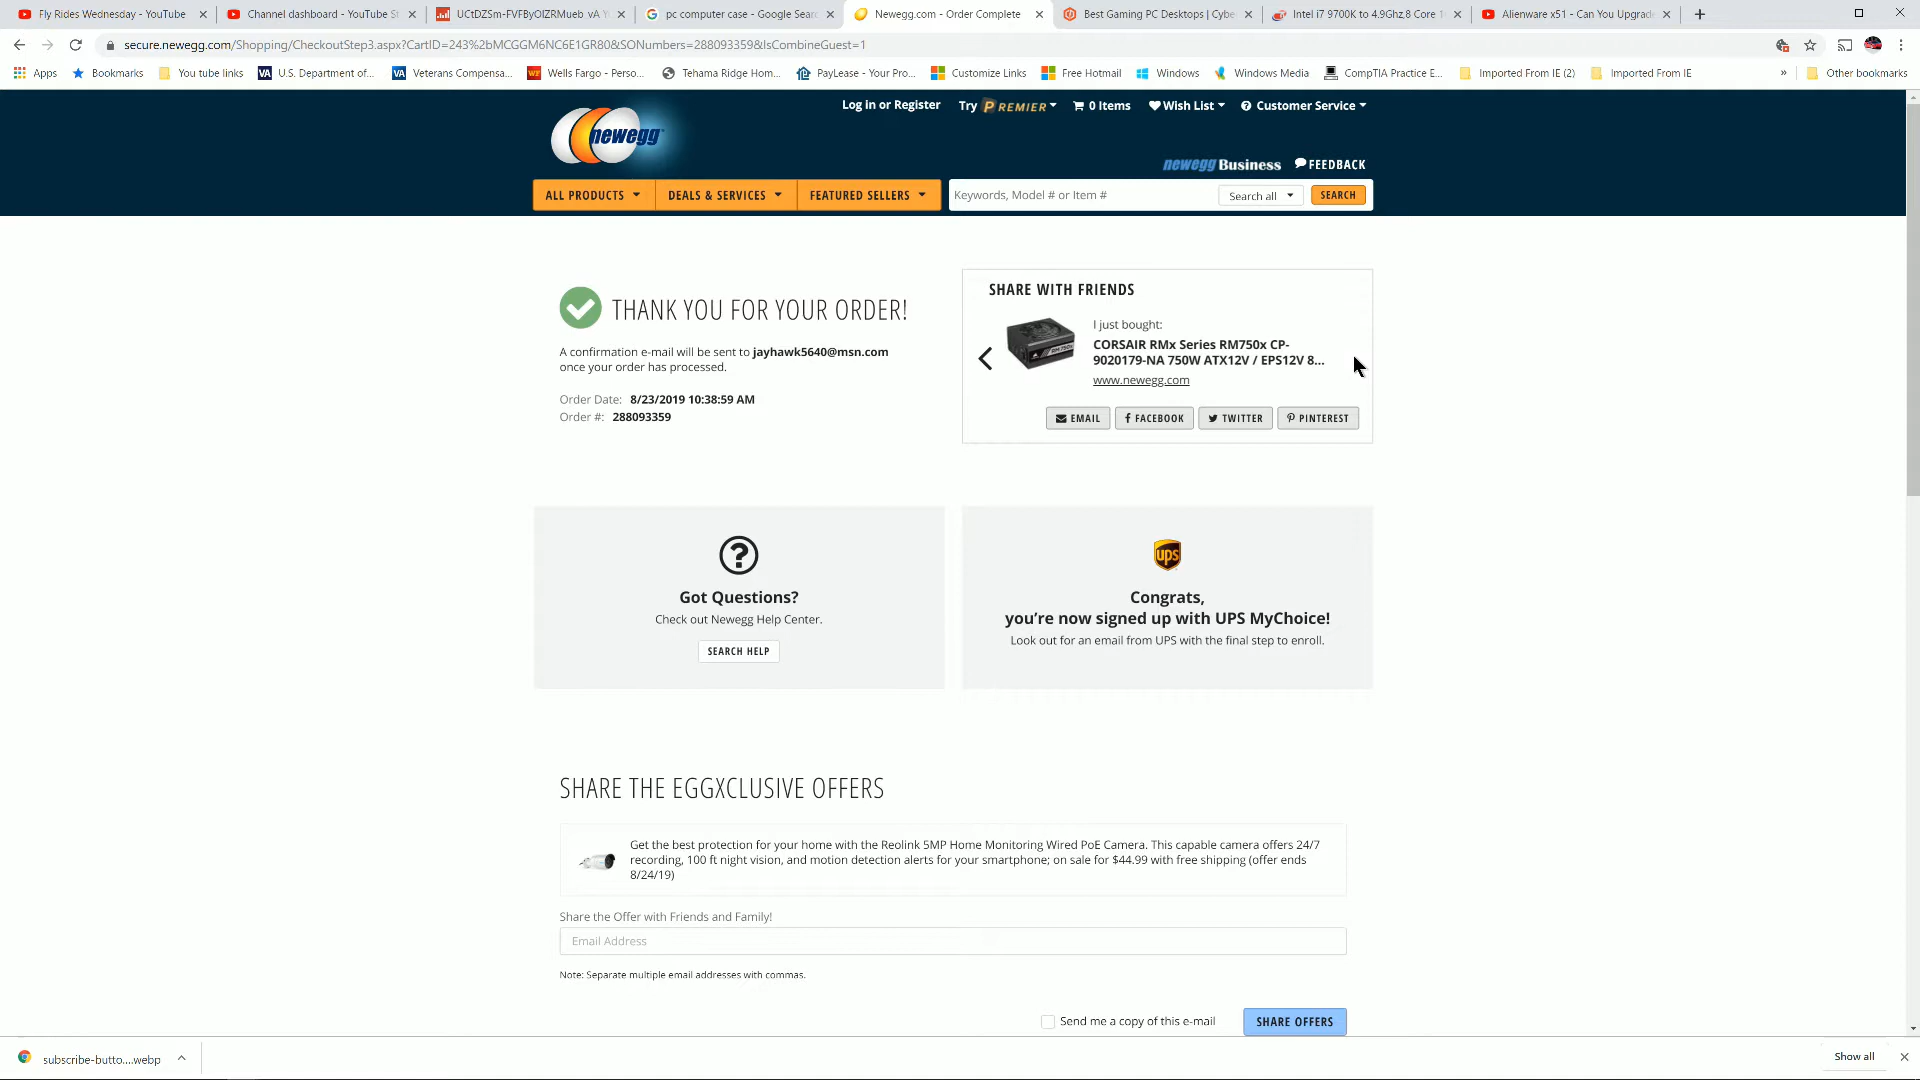 Fly Rides Wednesday - YouTube
Channel dashboard - YouTube St
UCtDZSm-FVFByOIZRMueb_vA Y
pc computer case - Google Sear
Newegg.com - Order Complete
Best Gaming PC Desktops | Cybe
Intel i7 9700K to 4.9Ghz,8 Core 1
Alienware x51 - Can You Upgrade
secure.newegg.com/Shopping/CheckoutStep3.aspx?CartID=243%2bMCGGM6NC6E1GR80&SONumbers=288093359&IsCombineGuest=1
Apps
Bookmarks
You tube links
VA U.S. Department of...
VA Veterans Compensa...
WF Wells Fargo - Perso...
Tehama Ridge Hom...
PayLease - Your Pro...
Customize Links
Free Hotmail
Windows
Windows Media
CompTIA Practice E...
Imported From IE (2)
Imported From IE
»
Other bookmarks
Log in or Register
Try PREMIER
0 Items
Wish List
Customer Service
newegg
newegg Business
FEEDBACK
ALL PRODUCTS
DEALS & SERVICES
FEATURED SELLERS
Keywords, Model # or Item #
Search all
SEARCH
THANK YOU FOR YOUR ORDER!
A confirmation e-mail will be sent to jayhawk5640@msn.com
once your order has processed.
Order Date: 8/23/2019 10:38:59 AM
Order #: 288093359
SHARE WITH FRIENDS
I just bought:
CORSAIR RMx Series RM750x CP-
9020179-NA 750W ATX12V / EPS12V 8...
www.newegg.com
RM750x
EMAIL
FACEBOOK
TWITTER
PINTEREST
?
Got Questions?
Check out Newegg Help Center.
SEARCH HELP
ups
Congrats,
you're now signed up with UPS MyChoice!
Look out for an email from UPS with the final step to enroll.
SHARE THE EGGXCLUSIVE OFFERS
Get the best protection for your home with the Reolink 5MP Home Monitoring Wired PoE Camera. This capable camera offers 24/7
recording, 100 ft night vision, and motion detection alerts for your smartphone; on sale for $44.99 with free shipping (offer ends
8/24/19)
Share the Offer with Friends and Family!
Email Address
Note: Separate multiple email addresses with commas.
Send me a copy of this e-mail
SHARE OFFERS
subscribe-butto....webp
Show all